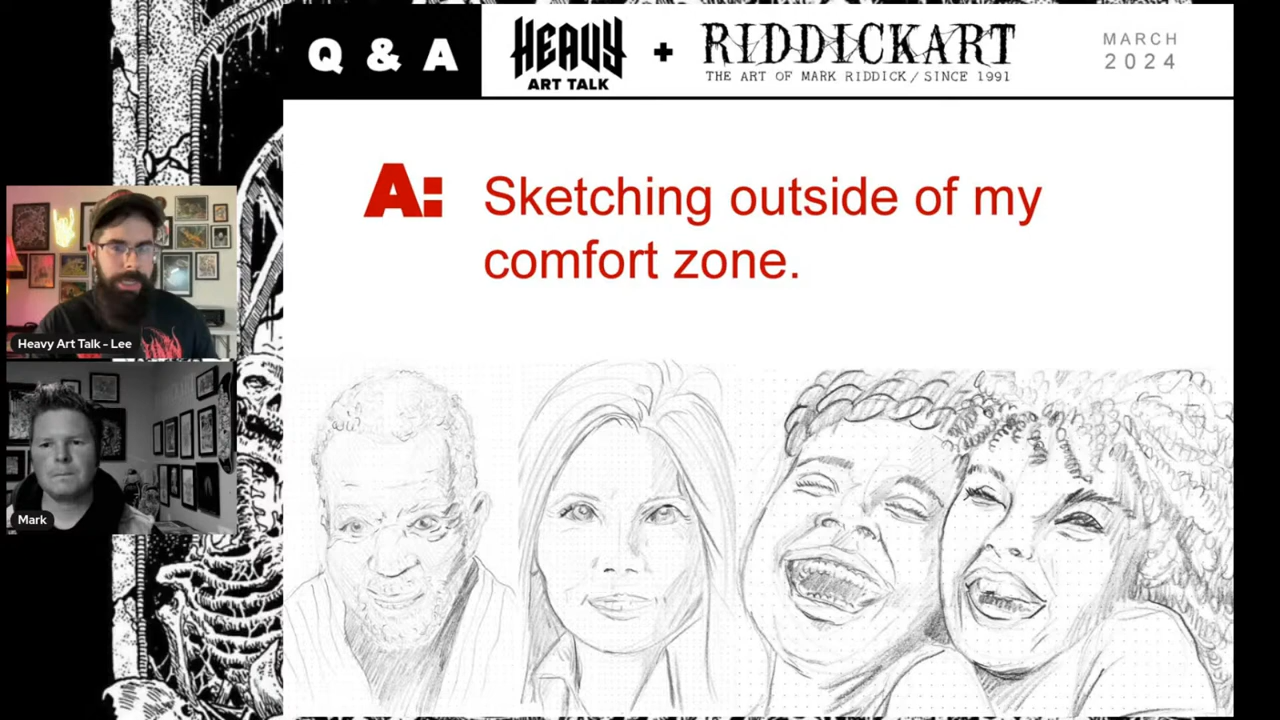 Q & A
HEAVY
ART TALK
+
RIDDICKART
THE ART OF MARK RIDDICK / SINCE 1991
MARCH
2024
A: Sketching outside of my
comfort zone.
Heavy Art Talk - Lee
Mark